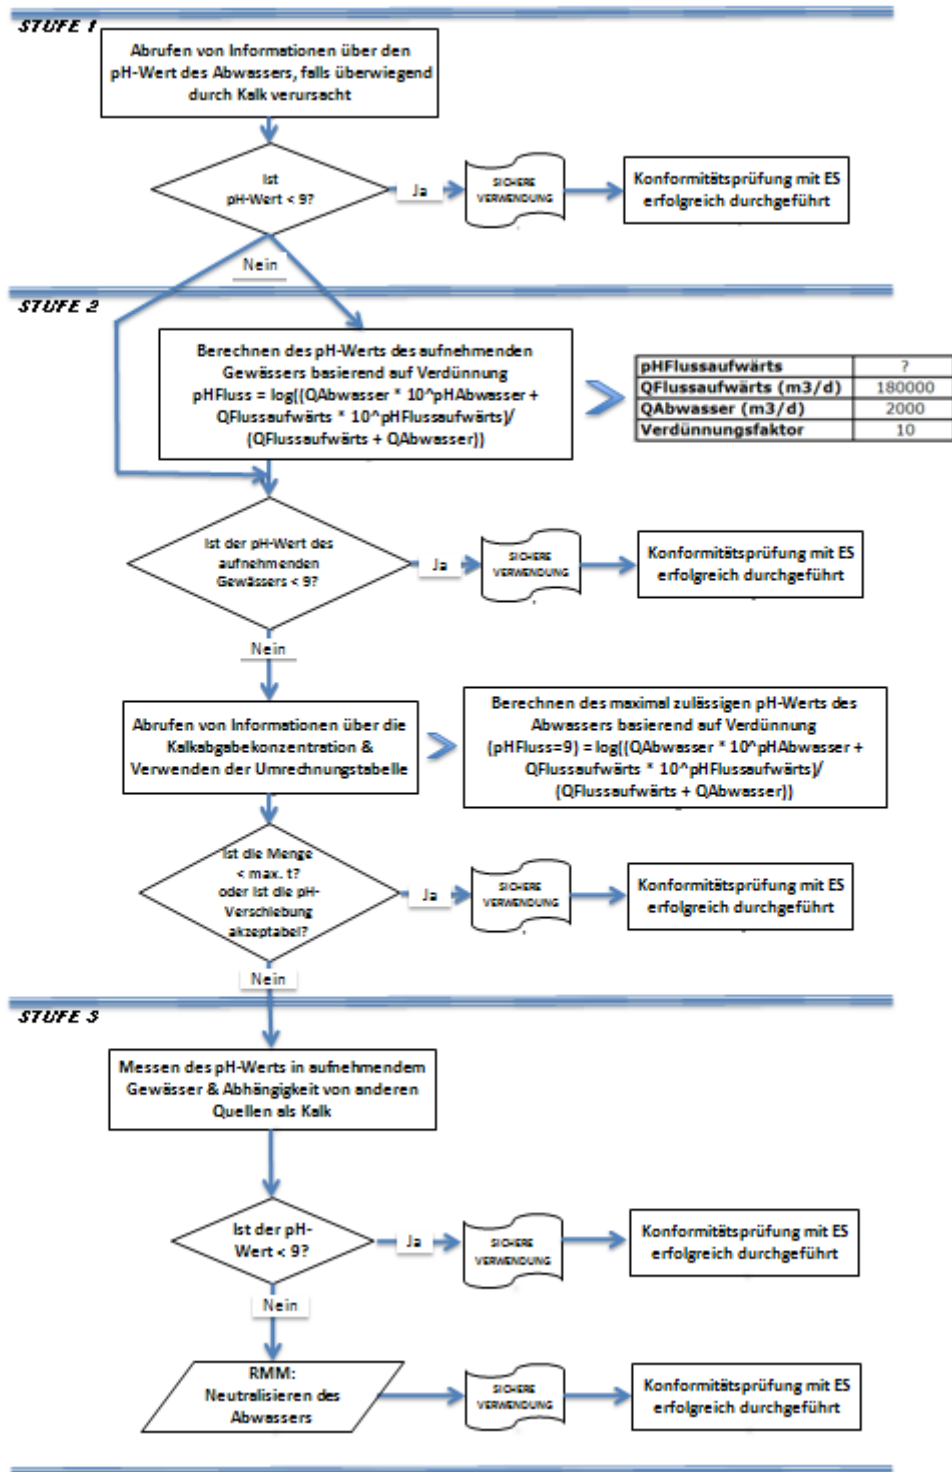 STUFE 1
Abrufen von Informationen über den
pH-Wert des Abwassers, falls überwiegend
durch Kalk verursacht
Ist
pH-Wert < 9?
Ja
SICHERE
VERWENDUNG
Konformitätsprüfung mit ES
erfolgreich durchgeführt
Nein
STUFE 2
Berechnen des pH-Werts des aufnehmenden
Gewässers basierend auf Verdünnung
pHFluss = log((QAbwasser * 10^pHAbwasser +
QFlussaufwärts * 10^pHFlussaufwärts)/
(QFlussaufwärts + QAbwasser))
pHFlussaufwärts ?
QFlussaufwärts (m3/d) 180000
QAbwasser (m3/d) 2000
Verdünnungsfaktor 10
Ist der pH-Wert des
aufnehmenden
Gewässers < 9?
Ja
SICHERE
VERWENDUNG
Konformitätsprüfung mit ES
erfolgreich durchgeführt
Nein
Abrufen von Informationen über die
Kalkabgabekonzentration &
Verwenden der Umrechnungstabelle
Berechnen des maximal zulässigen pH-Werts des
Abwassers basierend auf Verdünnung
(pHFluss=9) = log((QAbwasser * 10^pHAbwasser +
QFlussaufwärts * 10^pHFlussaufwärts)/
(QFlussaufwärts + QAbwasser))
Ist die Menge
< max. t?
oder ist die pH-
Verschiebung
akzeptabel?
Ja
SICHERE
VERWENDUNG
Konformitätsprüfung mit ES
erfolgreich durchgeführt
Nein
STUFE 3
Messen des pH-Werts in aufnehmendem
Gewässer & Abhängigkeit von anderen
Quellen als Kalk
Ist der pH-
Wert < 9?
Ja
SICHERE
VERWENDUNG
Konformitätsprüfung mit ES
erfolgreich durchgeführt
Nein
RMM:
Neutralisieren des
Abwassers
SICHERE
VERWENDUNG
Konformitätsprüfung mit ES
erfolgreich durchgeführt